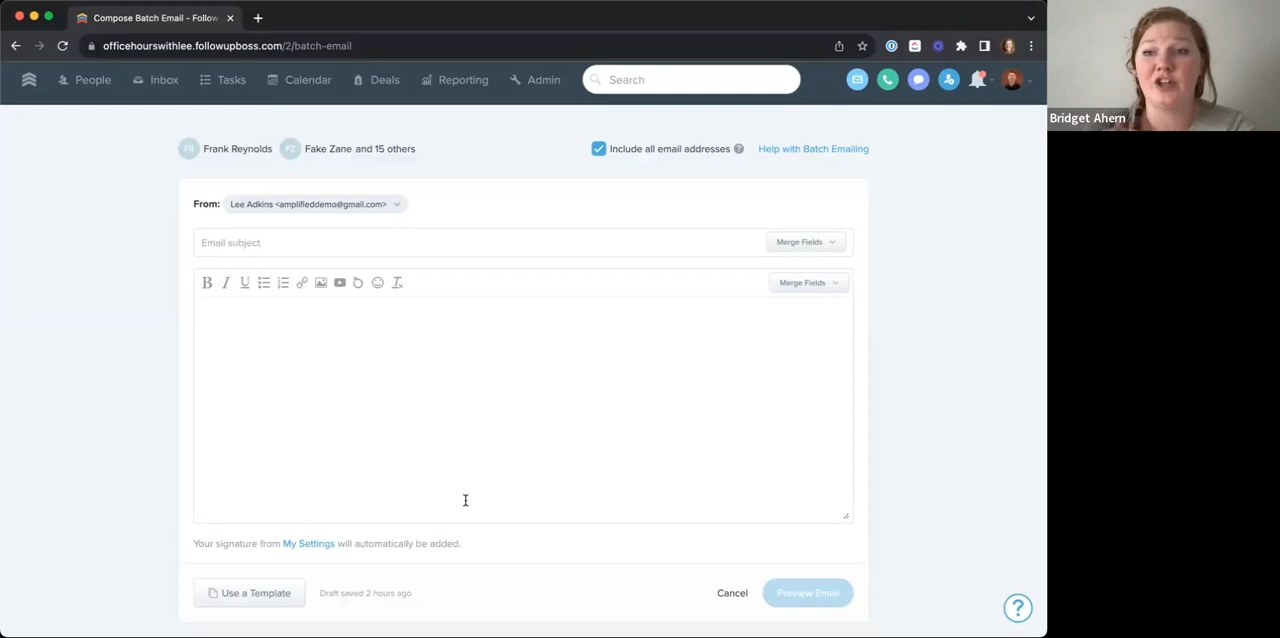 Compose Batch Email - Follow
officehourswithlee.followupboss.com/2/batch-email
People Inbox Tasks Calendar Deals Reporting Admin Search
Bridget Ahern
FR Frank Reynolds FZ Fake Zane and 15 others Include all email addresses ? Help with Batch Emailing
From: Lee Adkins <amplifieddemo@gmail.com>
Email subject Merge Fields
B I U Merge Fields
Your signature from My Settings will automatically be added.
Use a Template Draft saved 2 hours ago Cancel Preview Email
?